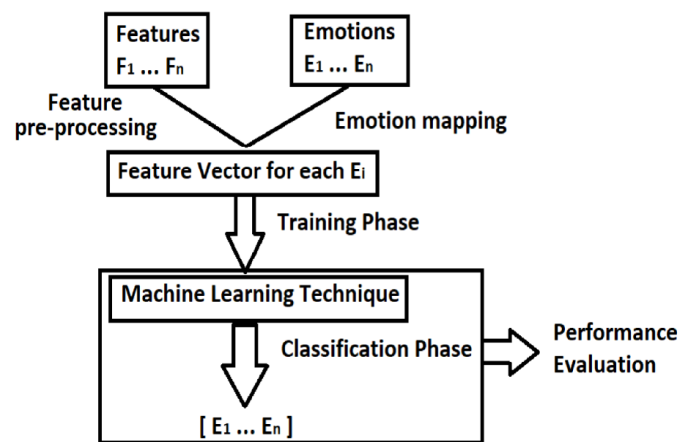 Features
F₁ ... Fₙ
Emotions
E₁ ... Eₙ
Feature
pre-processing
Emotion mapping
Feature Vector for each Eᵢ
Training Phase
Machine Learning Technique
Classification Phase
Performance
Evaluation
[ E₁ ... Eₙ ]